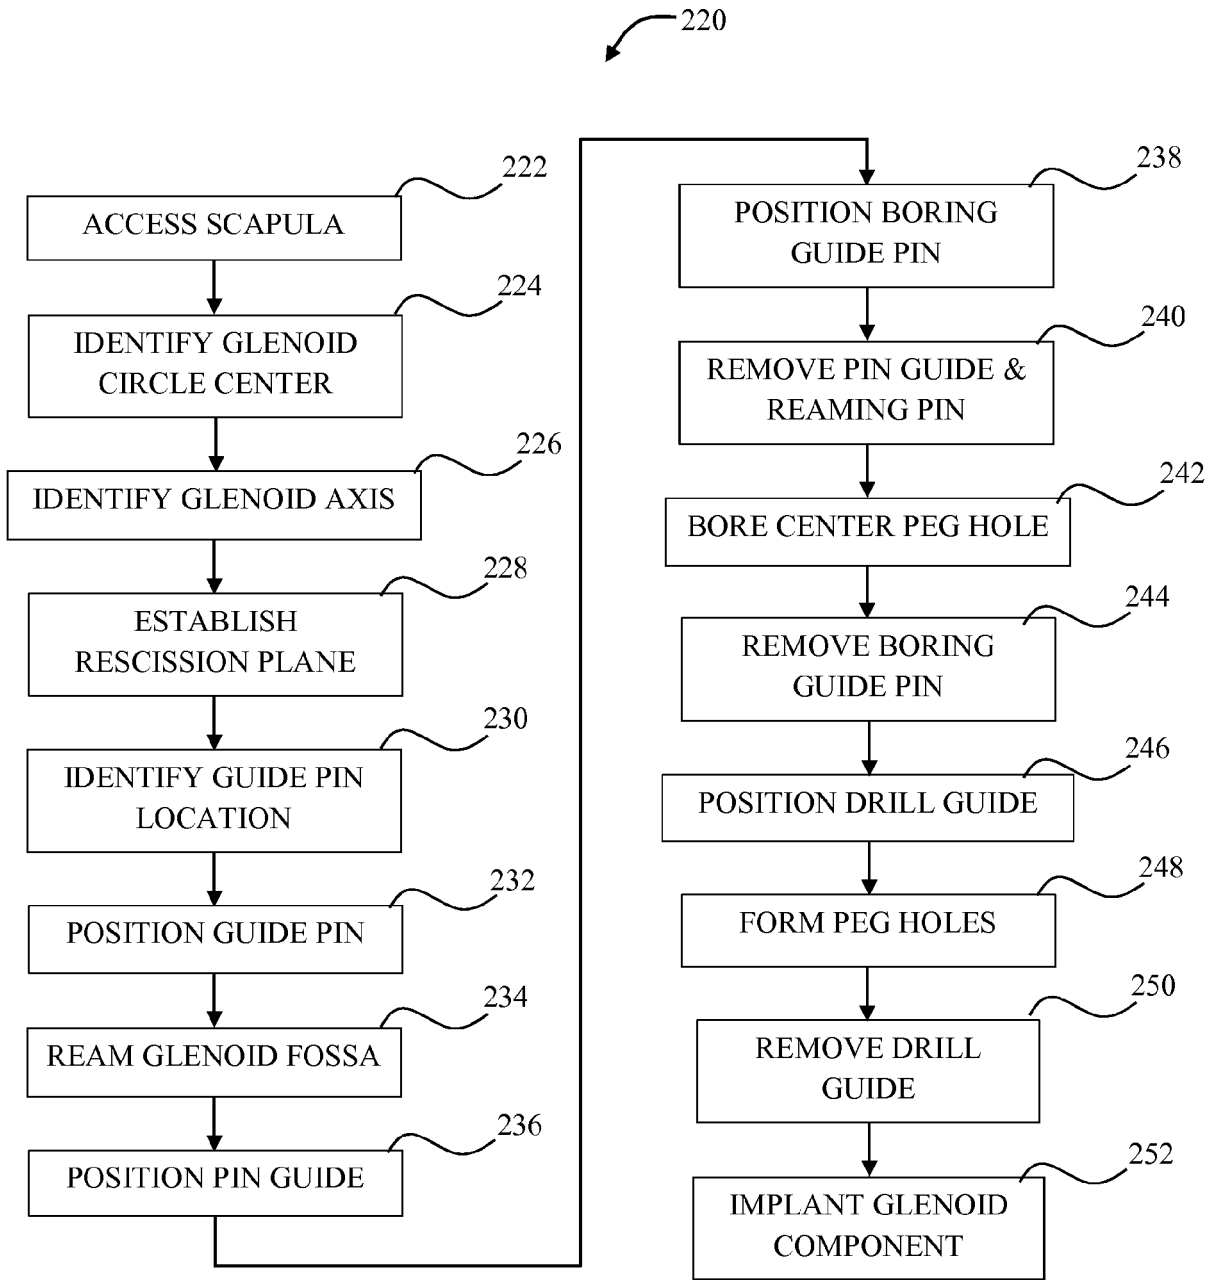 220
222
ACCESS SCAPULA
224
IDENTIFY GLENOID
CIRCLE CENTER
226
IDENTIFY GLENOID AXIS
228
ESTABLISH
RESCISSION PLANE
230
IDENTIFY GUIDE PIN
LOCATION
232
POSITION GUIDE PIN
234
REAM GLENOID FOSSA
236
POSITION PIN GUIDE
238
POSITION BORING
GUIDE PIN
240
REMOVE PIN GUIDE &
REAMING PIN
242
BORE CENTER PEG HOLE
244
REMOVE BORING
GUIDE PIN
246
POSITION DRILL GUIDE
248
FORM PEG HOLES
250
REMOVE DRILL
GUIDE
252
IMPLANT GLENOID
COMPONENT